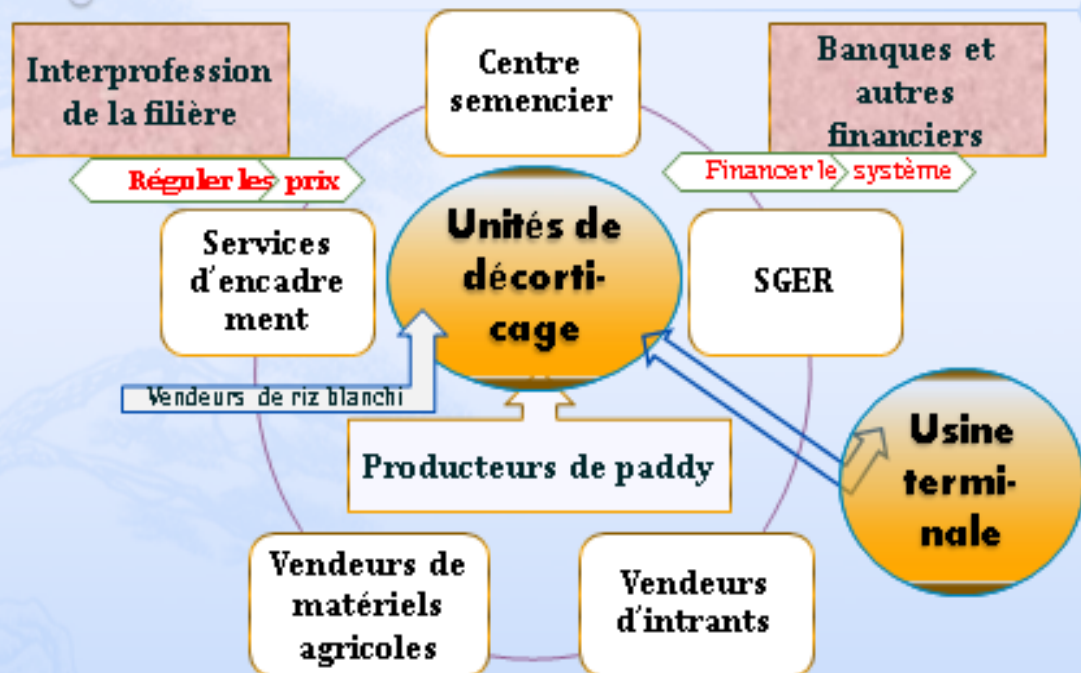 Interprofession
de la filière
Centre
semencier
Banques et
autres
financiers
Réguler les prix
Financer le système
Services
d'encadre
ment
Unités de
décorti-
cage
SGER
Vendeurs de riz blanchi
Producteurs de paddy
Usine
termi-
nale
Vendeurs de
matériels
agricoles
Vendeurs
d'intrants